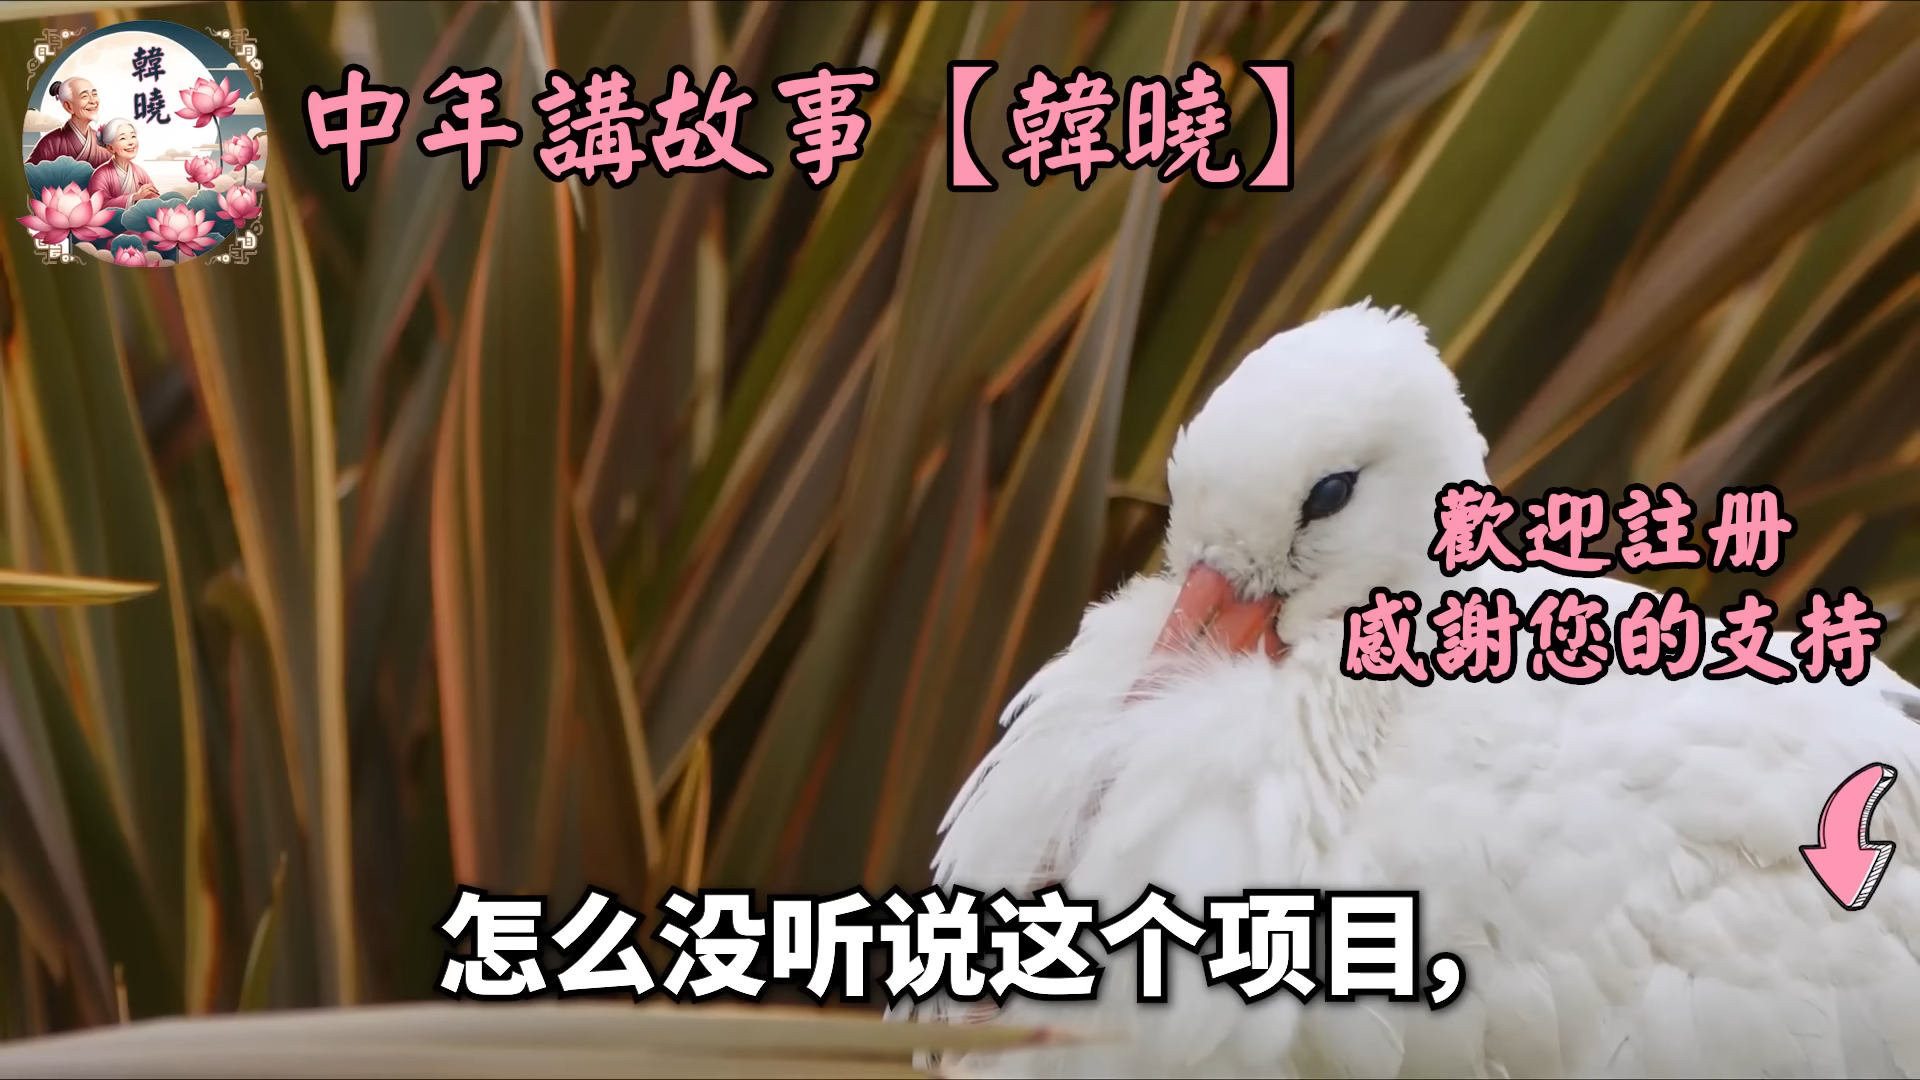 韓曉
中年講故事【韓曉】
歡迎註册
感謝您的支持
怎么没听说这个项目,